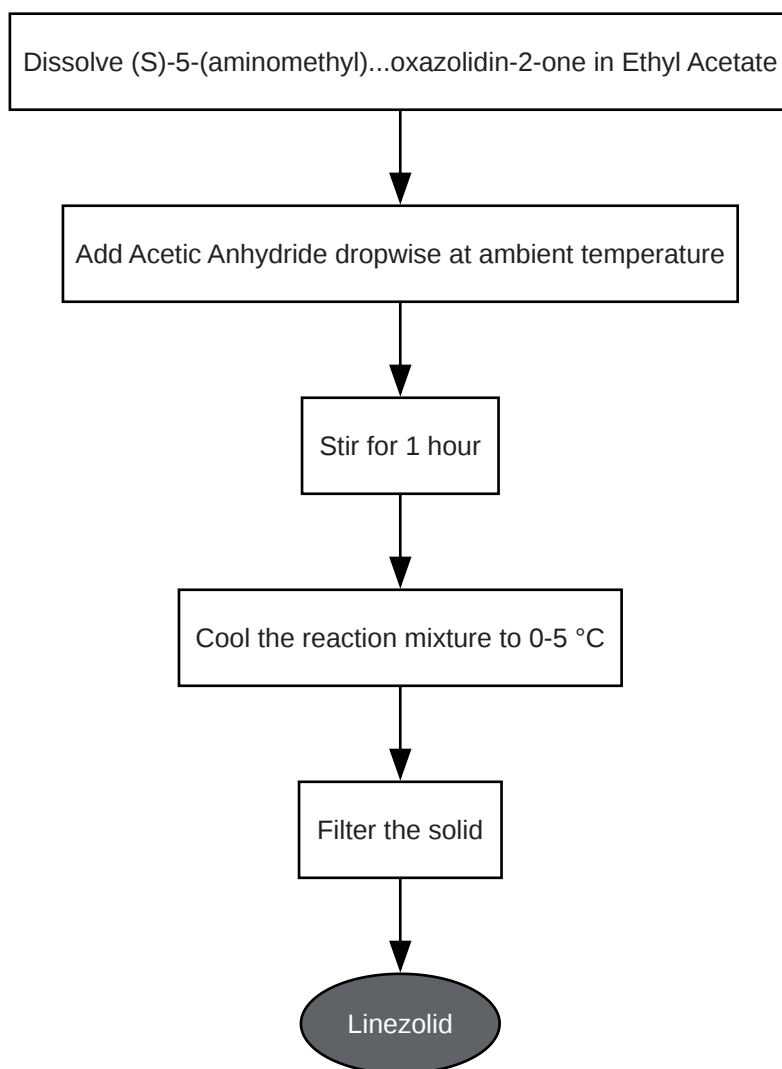 Dissolve (S)-5-(aminomethyl)...oxazolidin-2-one in Ethyl Acetate
Add Acetic Anhydride dropwise at ambient temperature
Stir for 1 hour
Cool the reaction mixture to 0-5 °C
Filter the solid
Linezolid